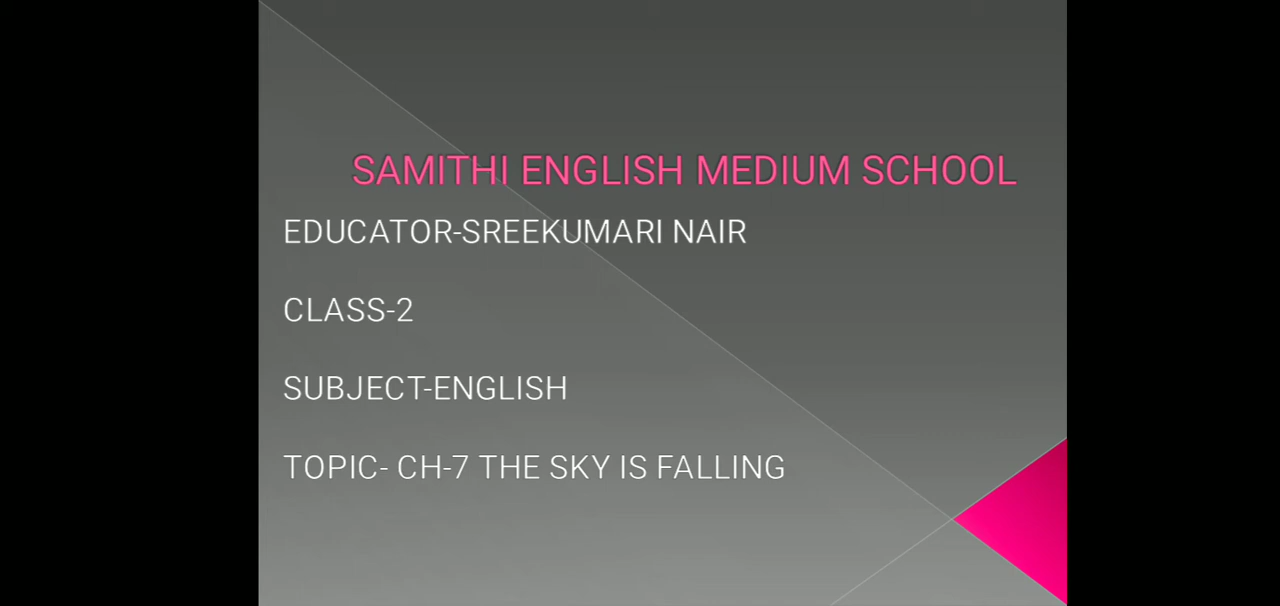 SAMITHI ENGLISH MEDIUM SCHOOL
EDUCATOR-SREEKUMARI NAIR
CLASS-2
SUBJECT-ENGLISH
TOPIC- CH-7 THE SKY IS FALLING